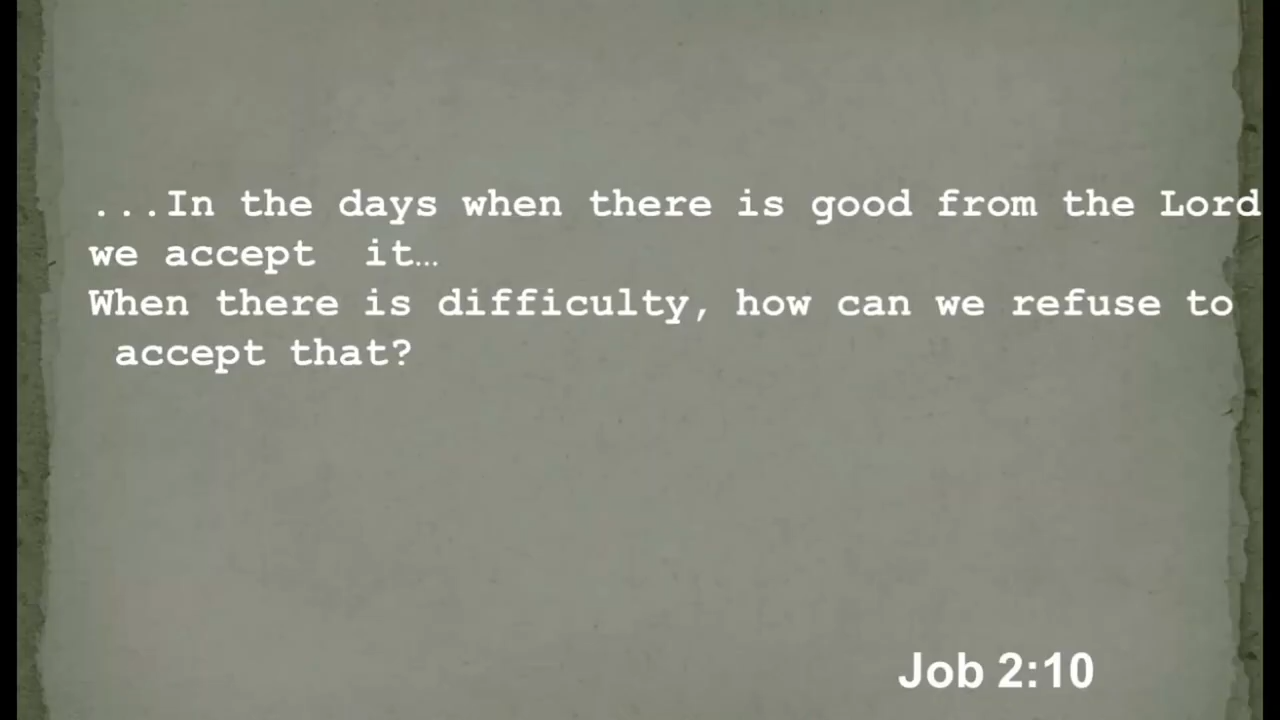 ...In the days when there is good from the Lord
we accept it…
When there is difficulty, how can we refuse to
accept that?
Job 2:10